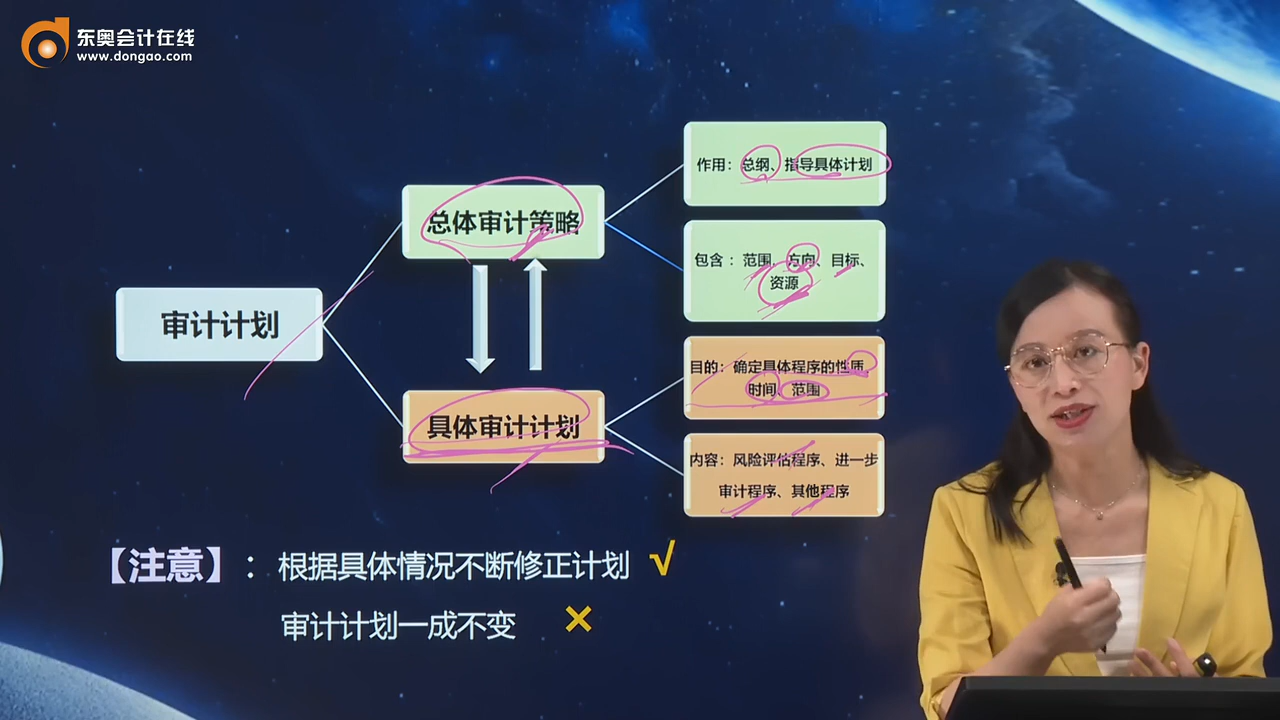 东奥会计在线
www.dongao.com
作用：总纲、指导具体计划
总体审计策略
包含：范围、方向、目标、
资源
审计计划
目的：确定具体程序的性质、
时间、范围
具体审计计划
内容：风险评估程序、进一步
审计程序、其他程序
【注意】：根据具体情况不断修正计划 √
审计计划一成不变 ×